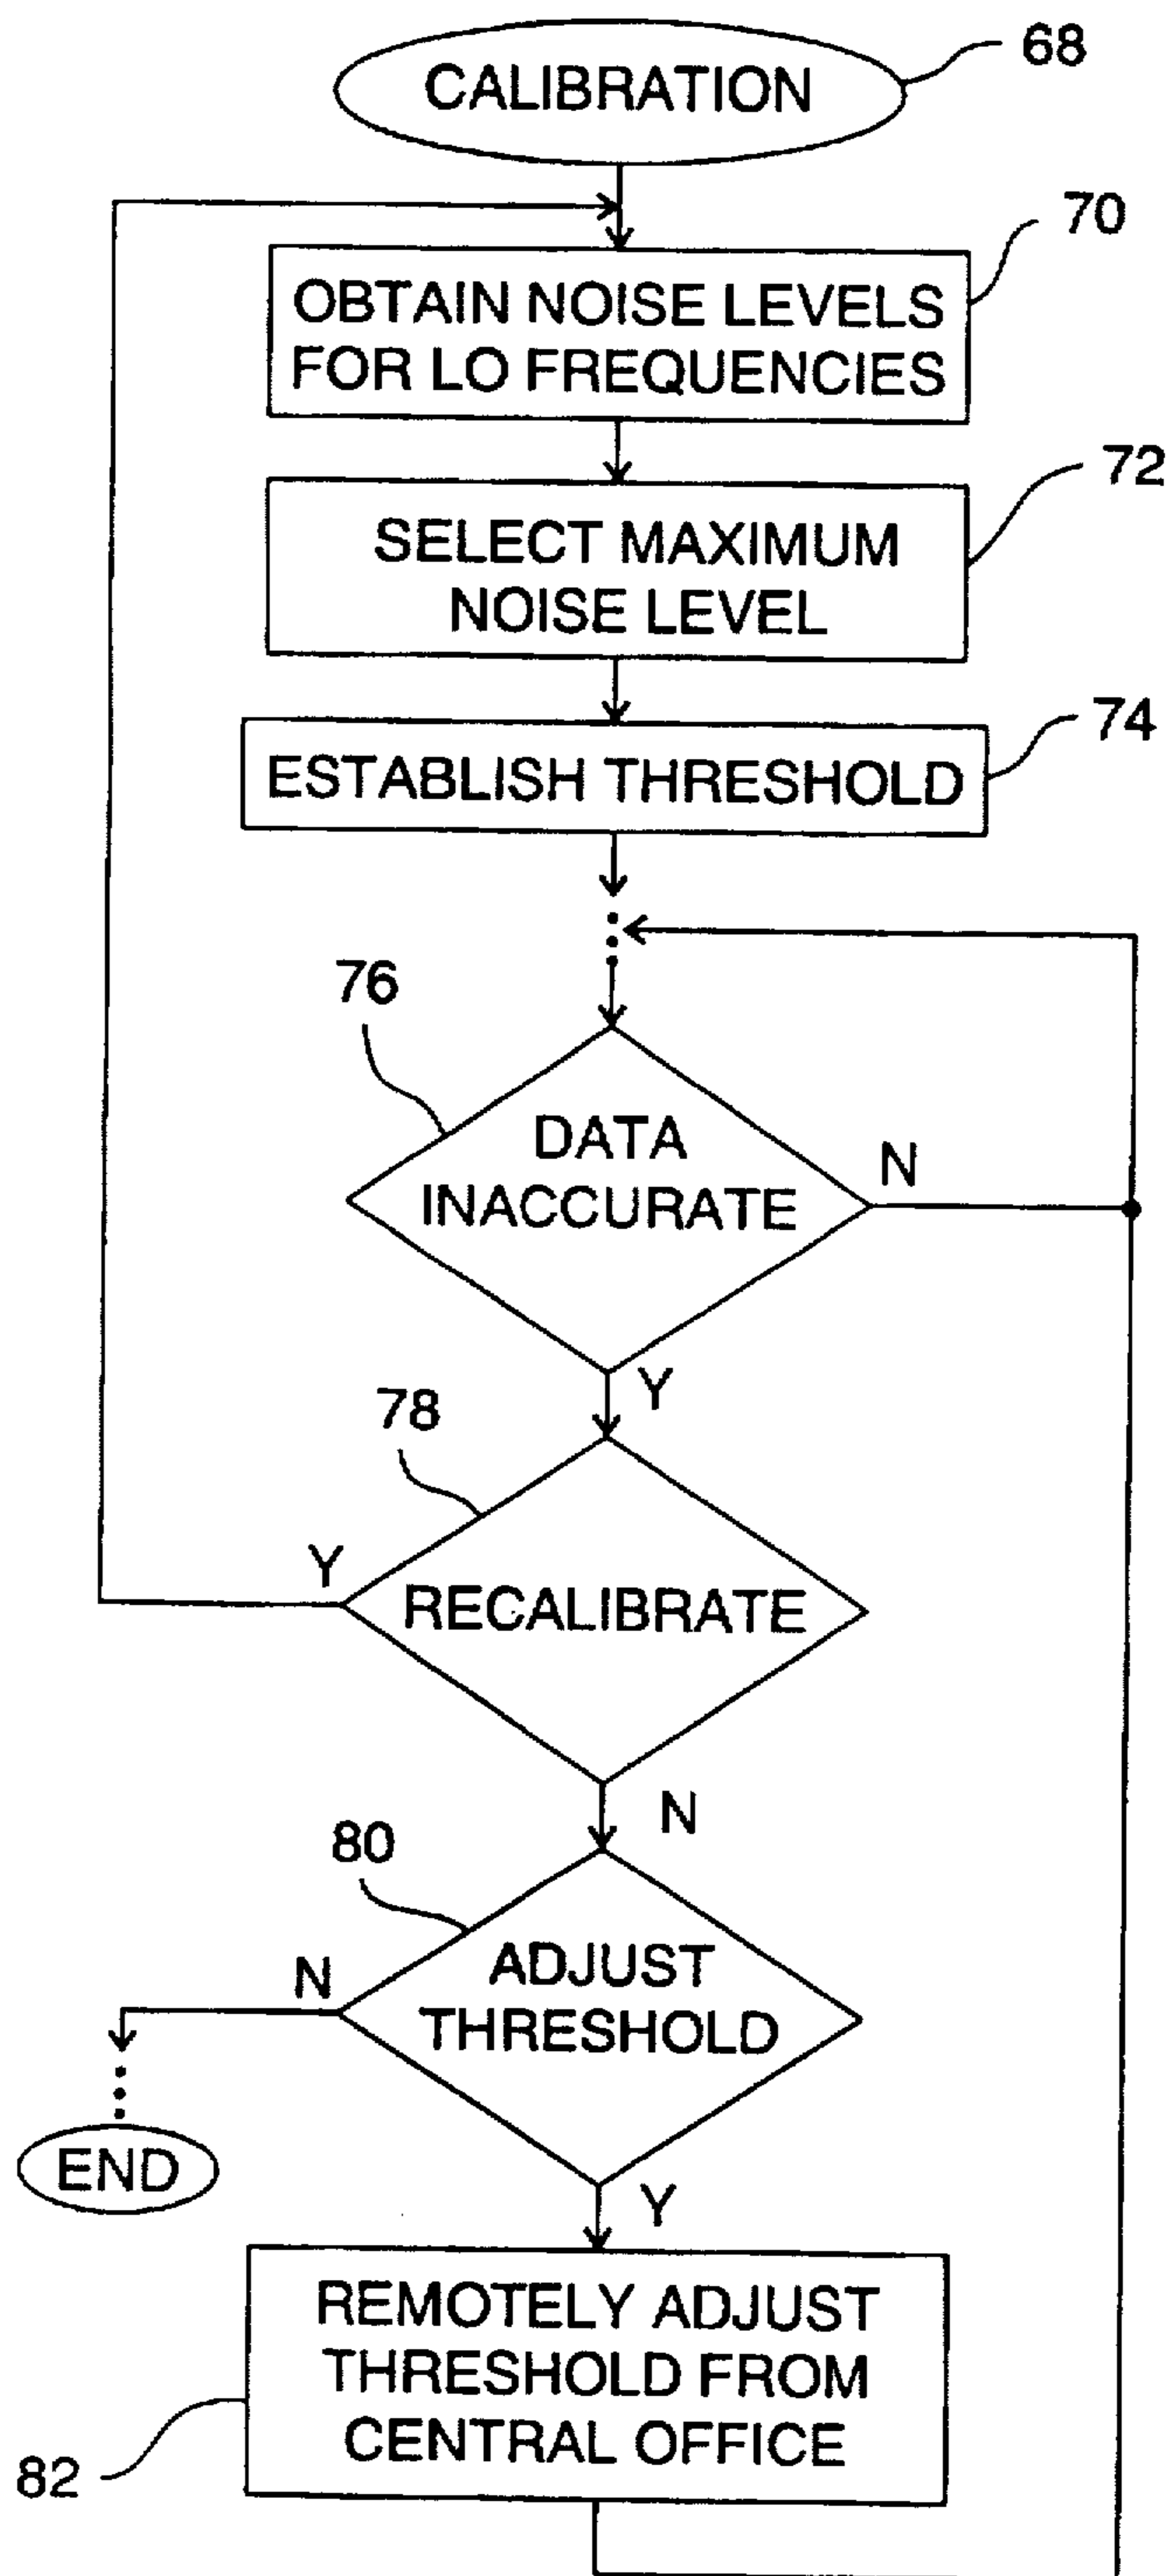 CALIBRATION
68
70
OBTAIN NOISE LEVELS
FOR LO FREQUENCIES
72
SELECT MAXIMUM
NOISE LEVEL
74
ESTABLISH THRESHOLD
76
DATA
INACCURATE
N
Y
78
Y
RECALIBRATE
N
80
N
ADJUST
THRESHOLD
END
Y
REMOTELY ADJUST
THRESHOLD FROM
CENTRAL OFFICE
82